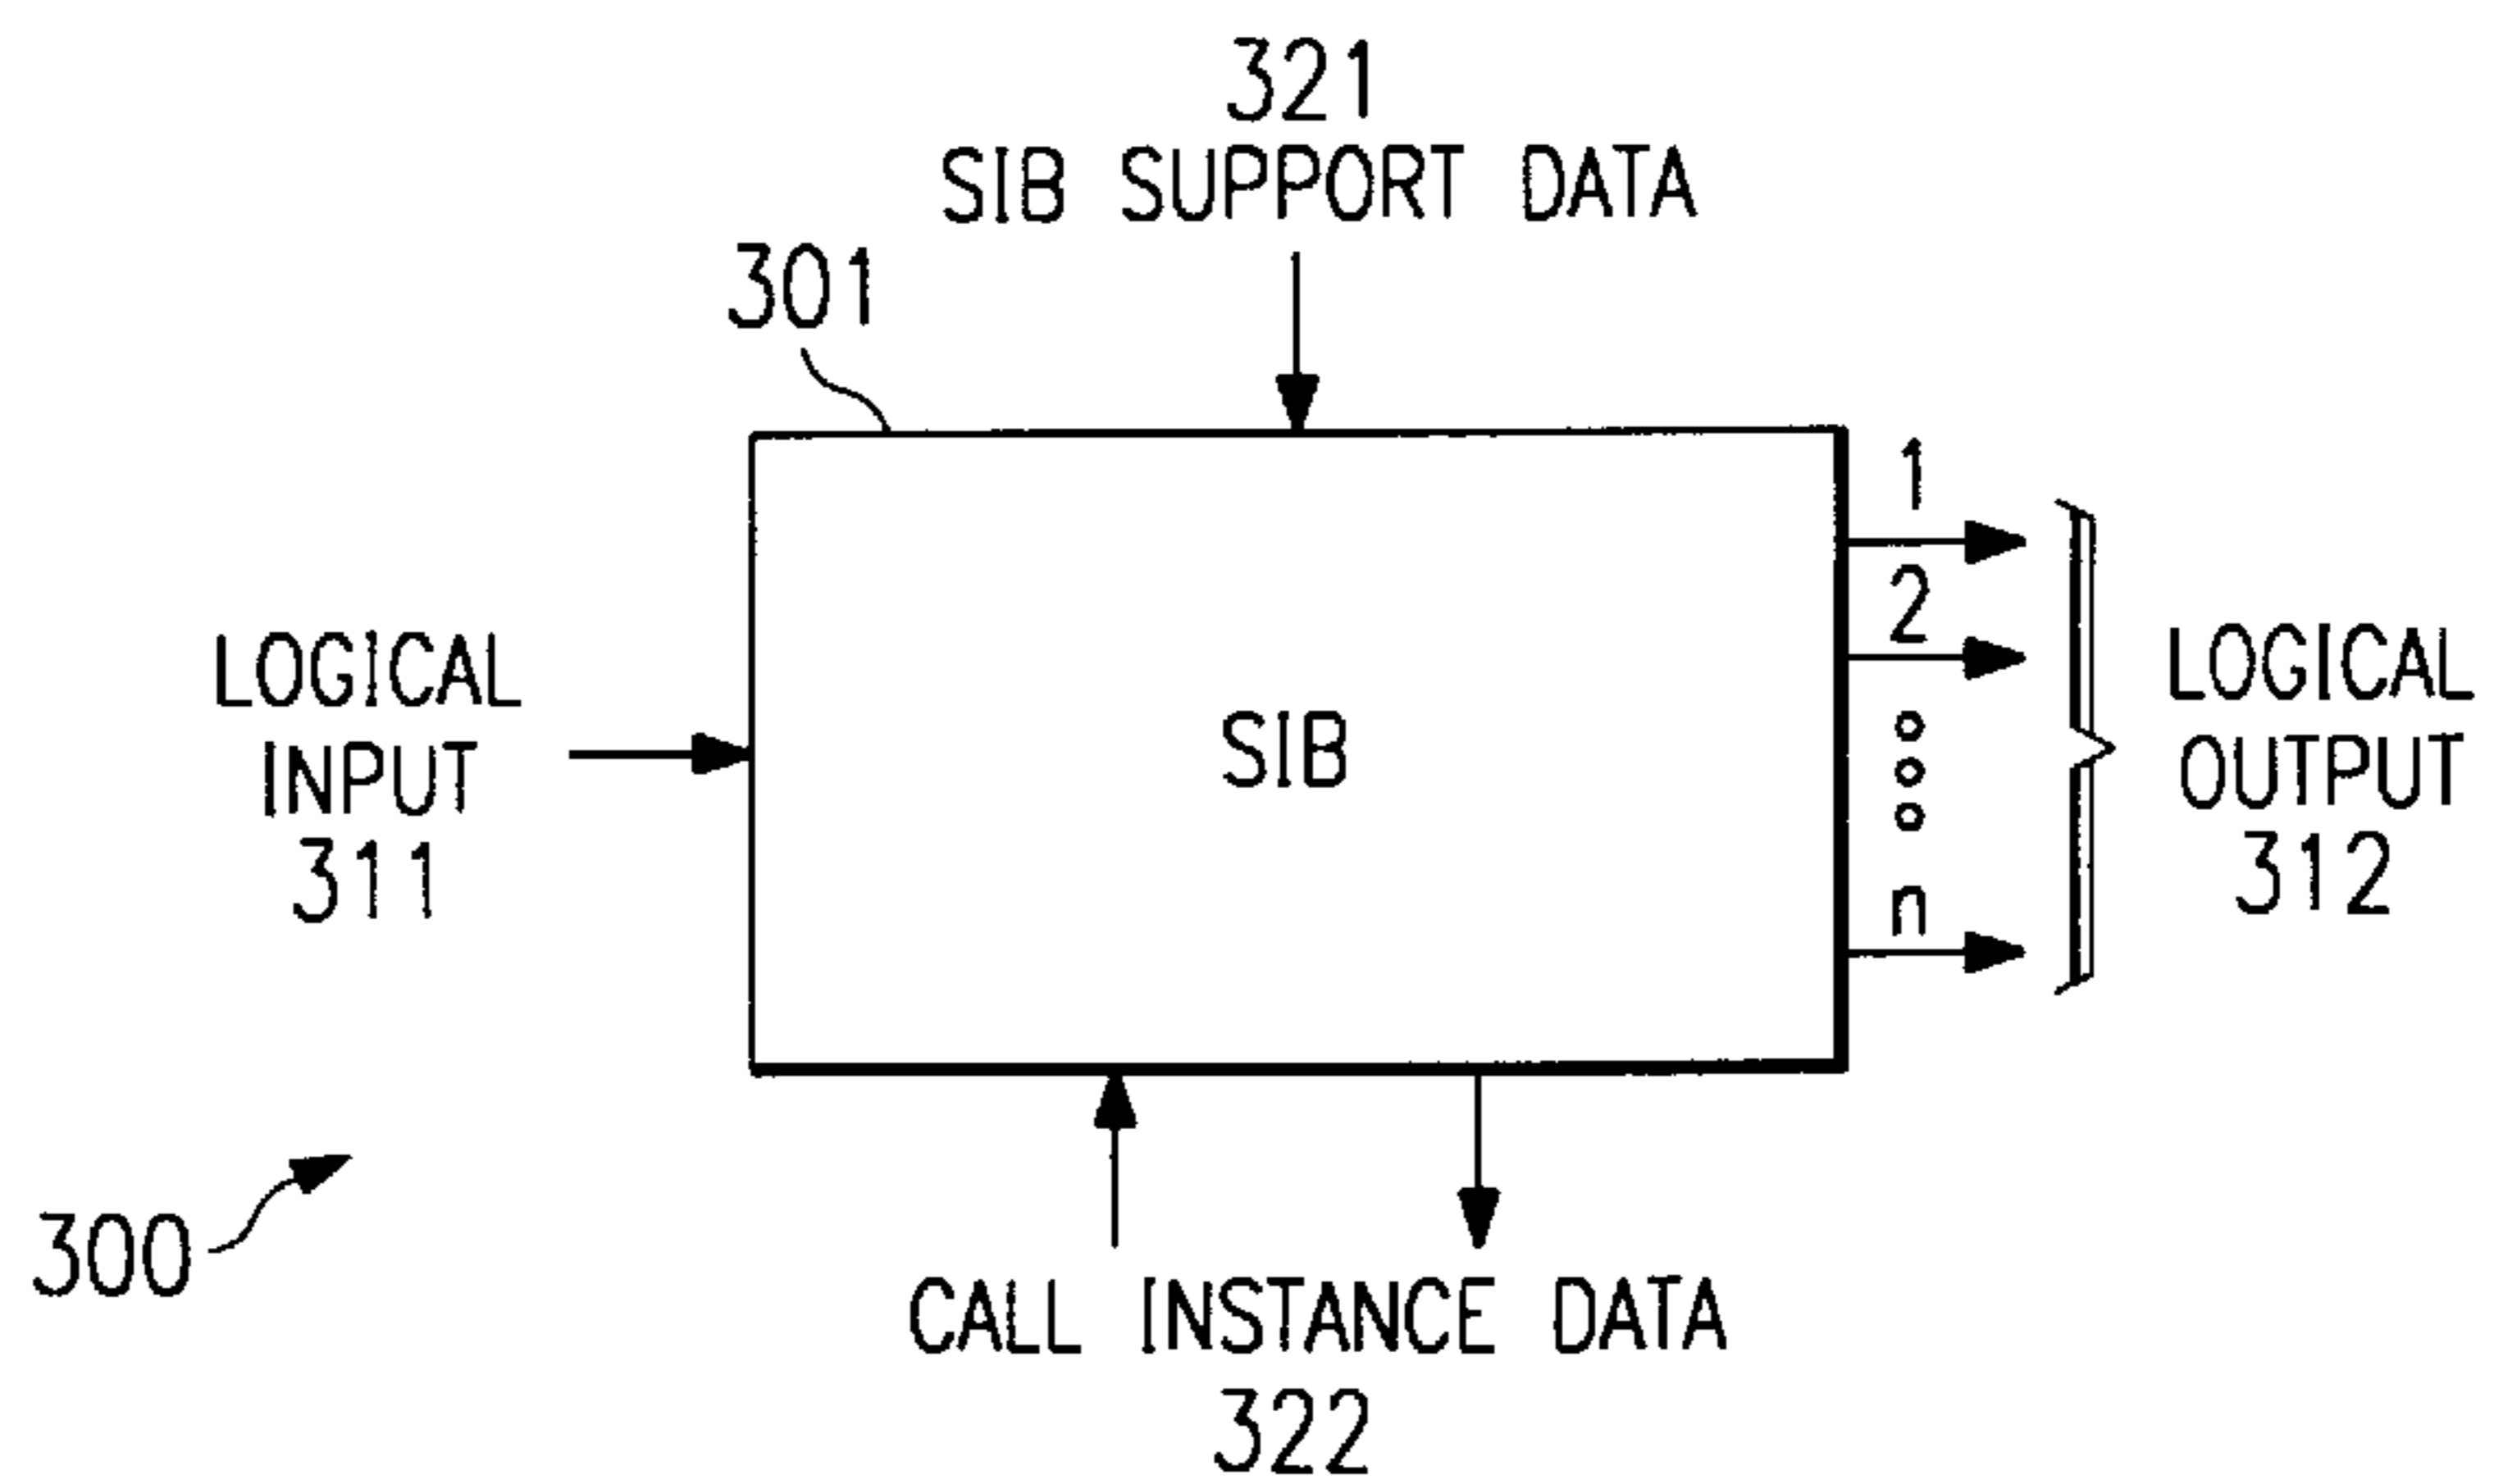 321
SIB SUPPORT DATA
301
1
2
LOGICAL
INPUT
311
SIB
LOGICAL
OUTPUT
312
n
300
CALL INSTANCE DATA
322